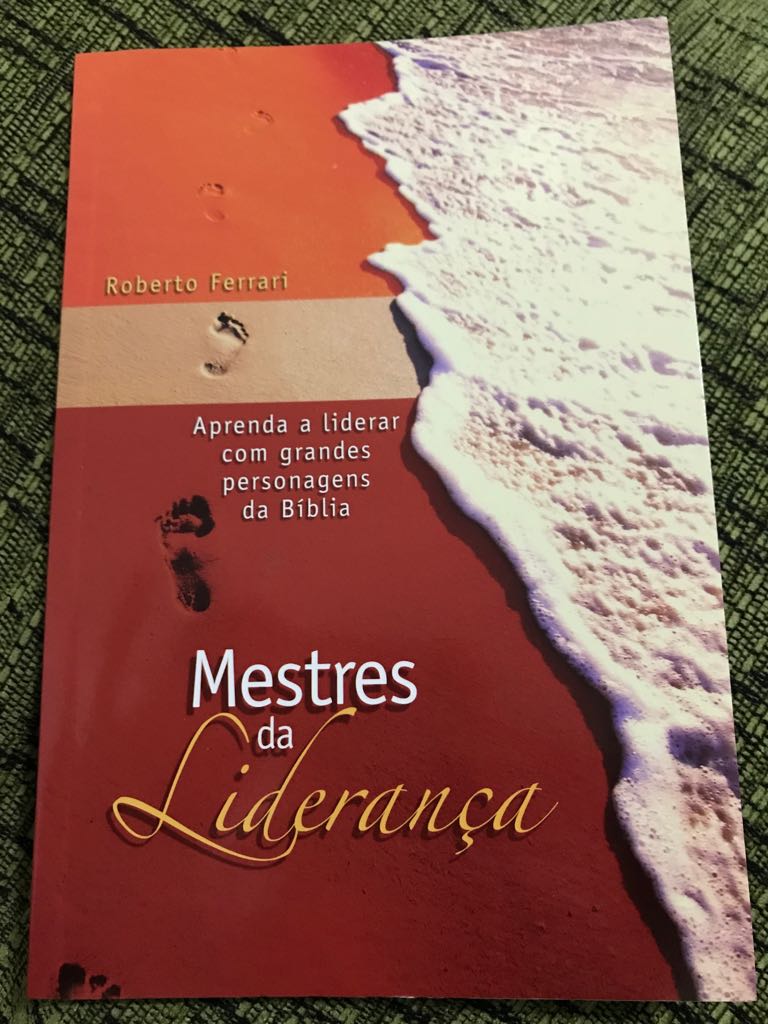 Roberto Ferrari
Aprenda a liderar
com grandes
personagens
da Bíblia
Mestres
da
Liderança